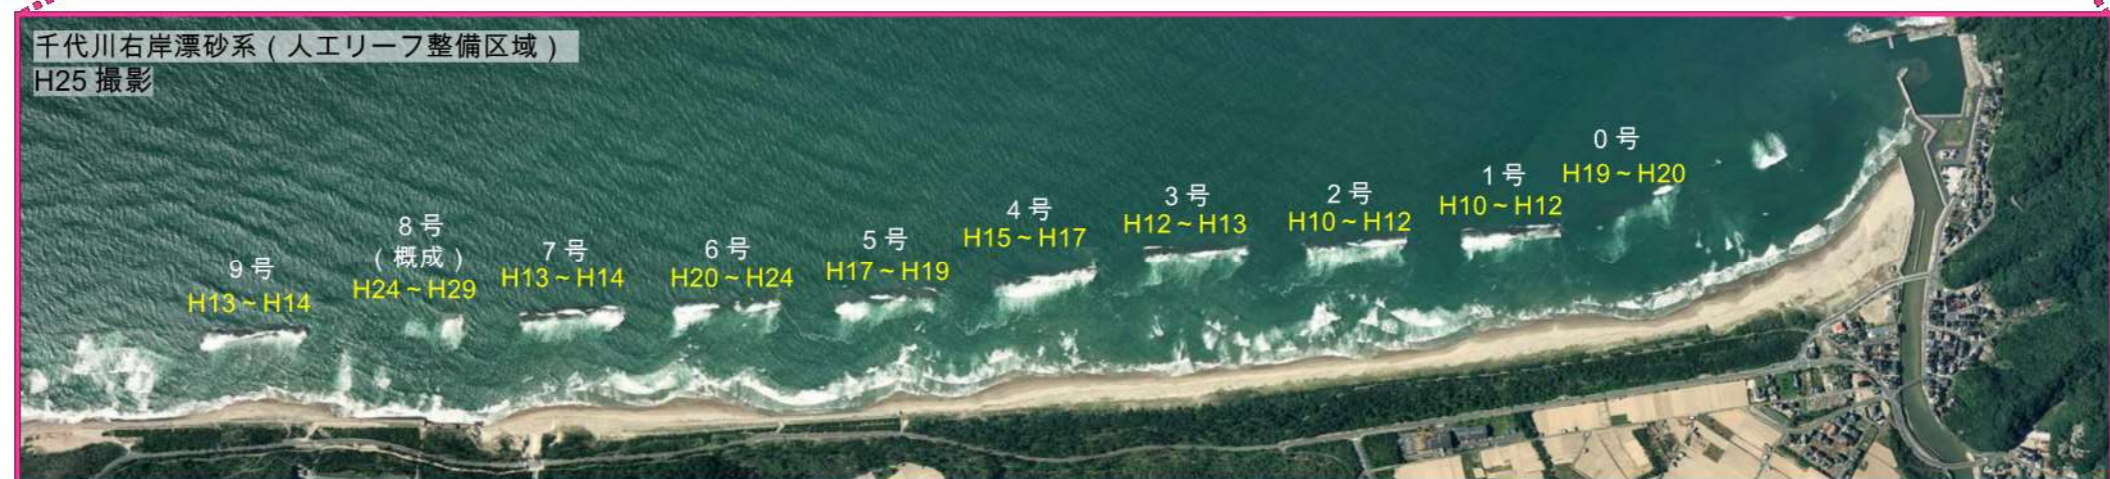 千代川右岸漂砂系（人工リーフ整備区域）
H25 撮影
9 号
H13～H14
8 号
（概成）
H24～H29
7 号
H13～H14
6 号
H20～H24
5 号
H17～H19
4 号
H15～H17
3 号
H12～H13
2 号
H10～H12
1 号
H10～H12
0 号
H19～H20